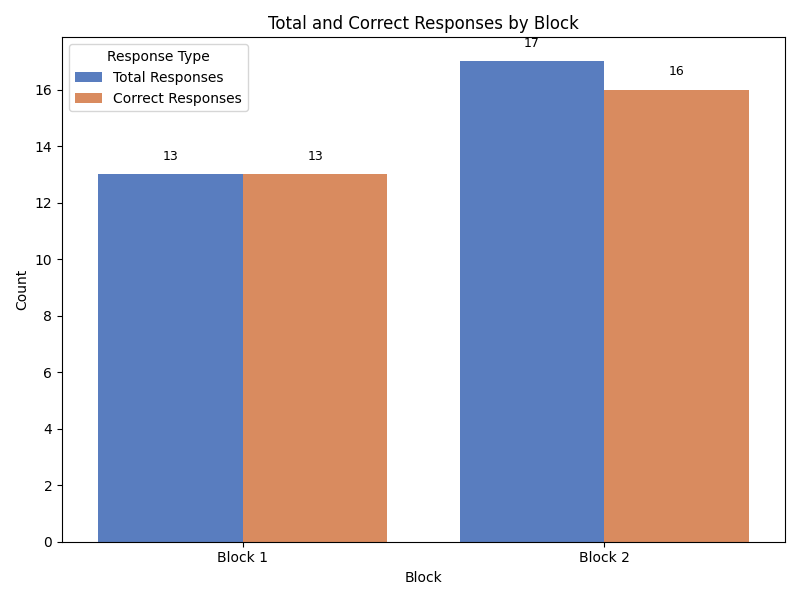 Total and Correct Responses by Block
Response Type
Total Responses
Correct Responses
17
16
13
13
16
14
12
10
8
6
4
2
0
Count
Block 1
Block 2
Block